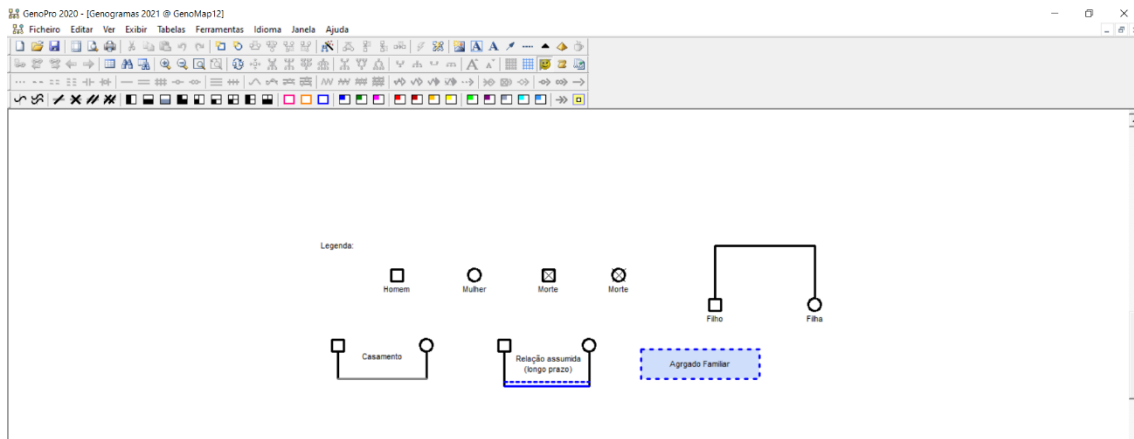 GenoPro 2020 - [Genogramas 2021 @ GenoMap12]
Ficheiro Editar Ver Exibir Tabelas Ferramentas Idioma Janela Ajuda
Legenda:
Homem
Mulher
Morte
Morte
Filho
Filha
Casamento
Relação assumida
(longo prazo)
Agrgado Familiar